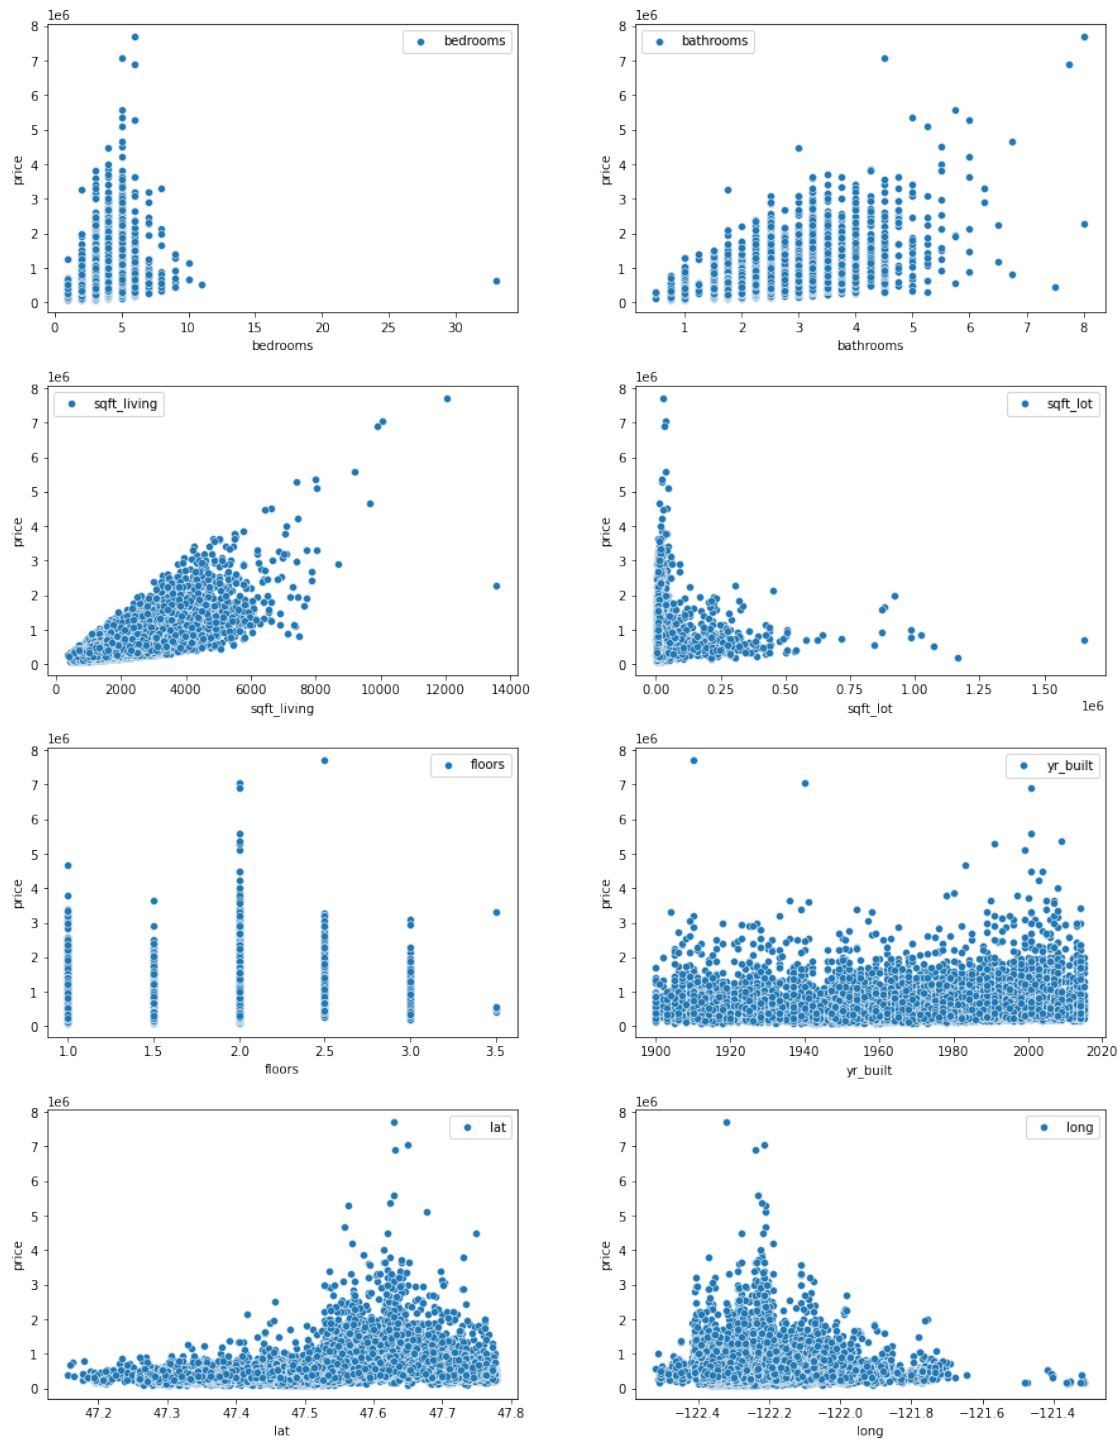 1e6
1e6
8
7
6
5
4
3
2
1
0
price
bedrooms
0 5 10 15 20 25 30
bedrooms
8
7
6
5
4
3
2
1
0
price
bathrooms
1 2 3 4 5 6 7 8
bathrooms
1e6
1e6
8
7
6
5
4
3
2
1
0
price
sqft_living
0 2000 4000 6000 8000 10000 12000 14000
sqft_living
8
7
6
5
4
3
2
1
0
price
sqft_lot
0.00 0.25 0.50 0.75 1.00 1.25 1.50
sqft_lot
1e6
1e6
1e6
8
7
6
5
4
3
2
1
0
price
floors
1.0 1.5 2.0 2.5 3.0 3.5
floors
8
7
6
5
4
3
2
1
0
price
yr_built
1900 1920 1940 1960 1980 2000 2020
yr_built
1e6
1e6
8
7
6
5
4
3
2
1
0
price
lat
47.2 47.3 47.4 47.5 47.6 47.7 47.8
lat
8
7
6
5
4
3
2
1
0
price
long
−122.4 −122.2 −122.0 −121.8 −121.6 −121.4
long